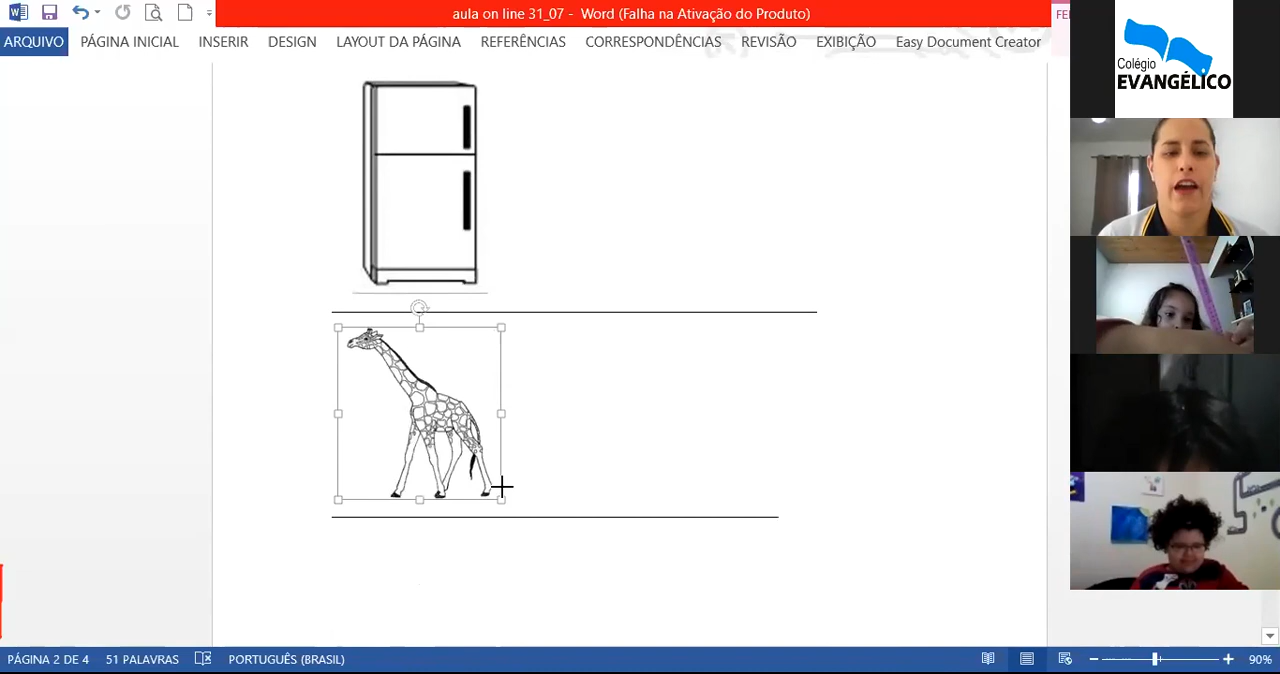 aula on line 31_07 - Word (Falha na Ativação do Produto)
ARQUIVO PÁGINA INICIAL INSERIR DESIGN LAYOUT DA PÁGINA REFERÊNCIAS CORRESPONDÊNCIAS REVISÃO EXIBIÇÃO Easy Document Creator
Colégio
EVANGÉLICO
PÁGINA 2 DE 4 51 PALAVRAS PORTUGUÊS (BRASIL) 90%